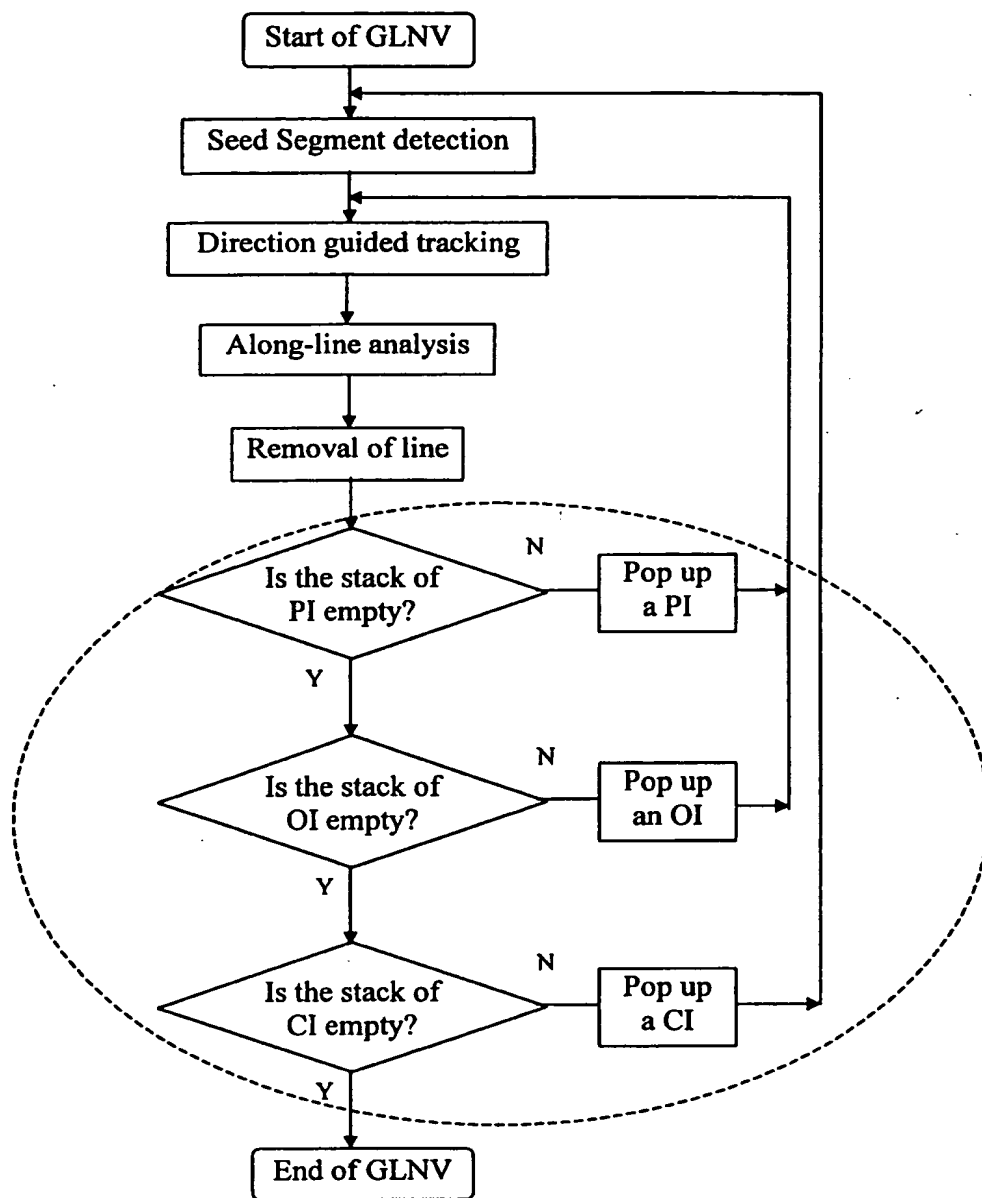 Start of GLNV
Seed Segment detection
Direction guided tracking
Along-line analysis
Removal of line
Is the stack of
PI empty?
N
Pop up
a PI
Y
Is the stack of
OI empty?
N
Pop up
an OI
Y
Is the stack of
CI empty?
N
Pop up
a CI
Y
End of GLNV